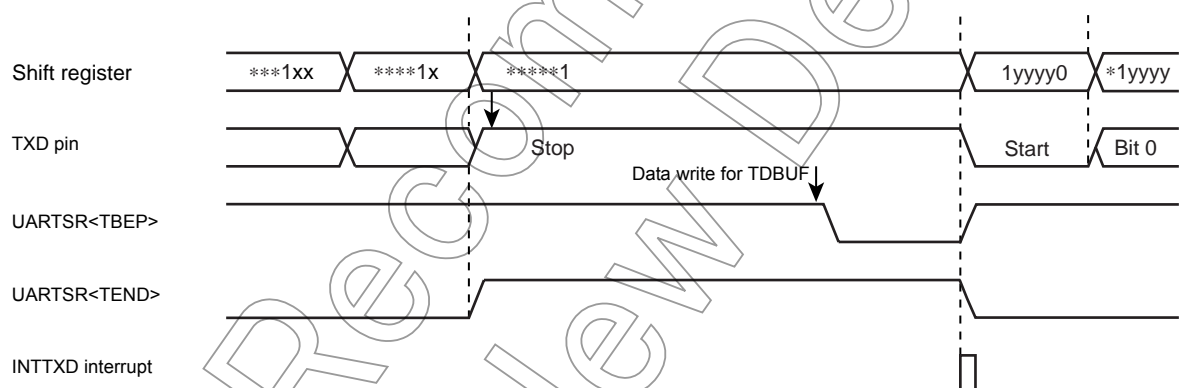 Shift register ***1xx ****1x *****1 1yyyy0 *1yyyy
TXD pin Stop Start Bit 0
Data write for TDBUF
UARTSR<TBEP>
UARTSR<TEND>
INTTXD interrupt